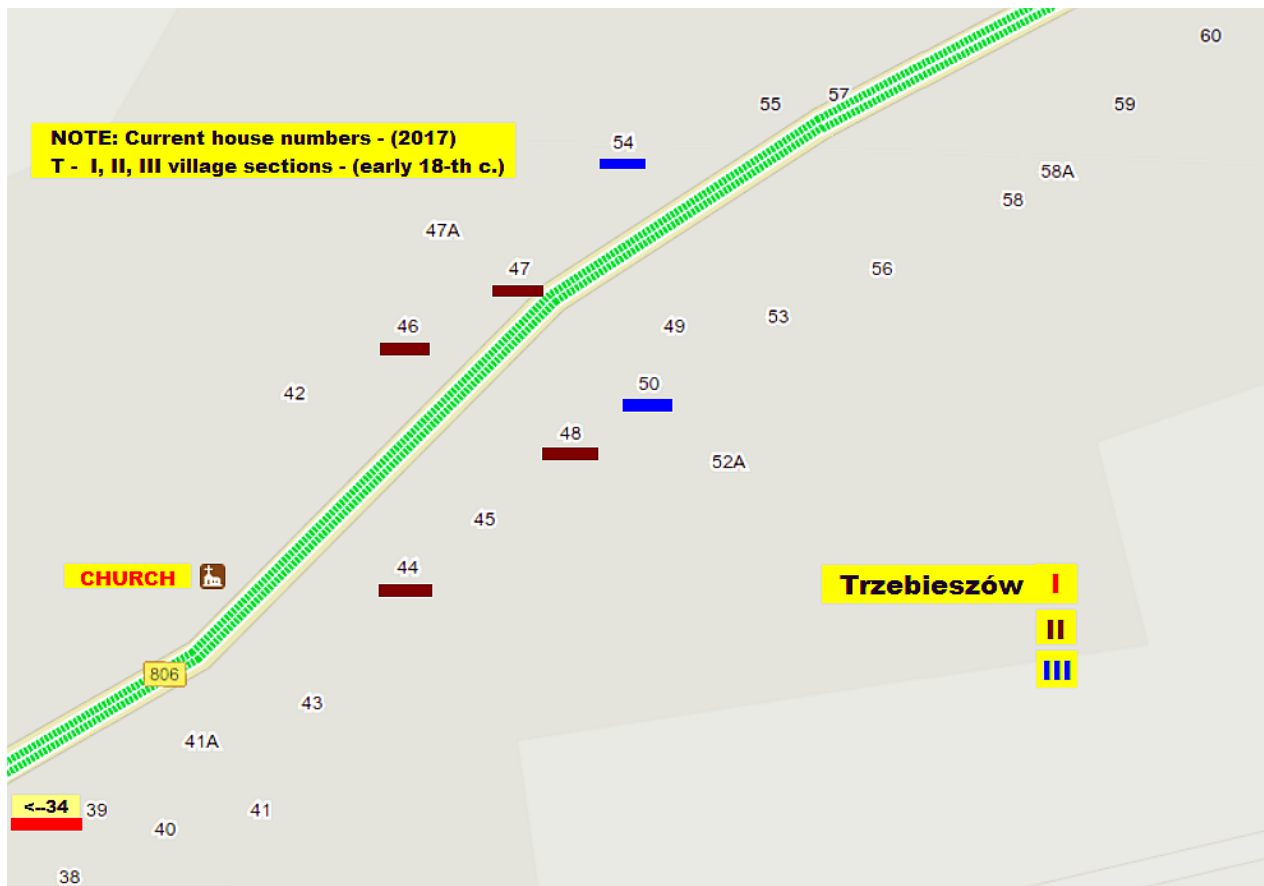 60
59
57
55
NOTE: Current house numbers - (2017)
T -  I, II, III village sections - (early 18-th c.)
54
58A
58
47A
47
56
53
49
46
50
42
48
52A
45
44
CHURCH
Trzebieszów I
II
III
806
43
41A
<--34
39
41
40
38